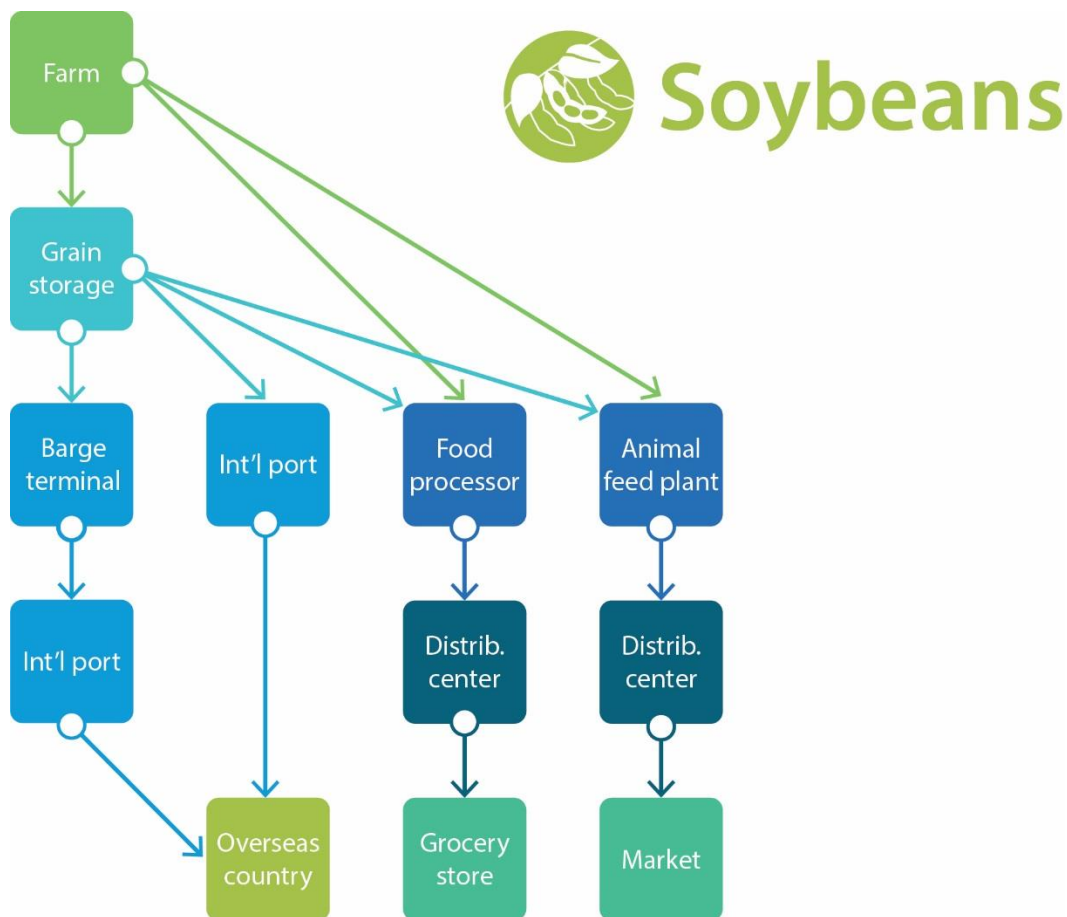 Farm
Soybeans
Grain
storage
Barge
terminal
Int'l port
Food
processor
Animal
feed plant
Int'l port
Distrib.
center
Distrib.
center
Overseas
country
Grocery
store
Market